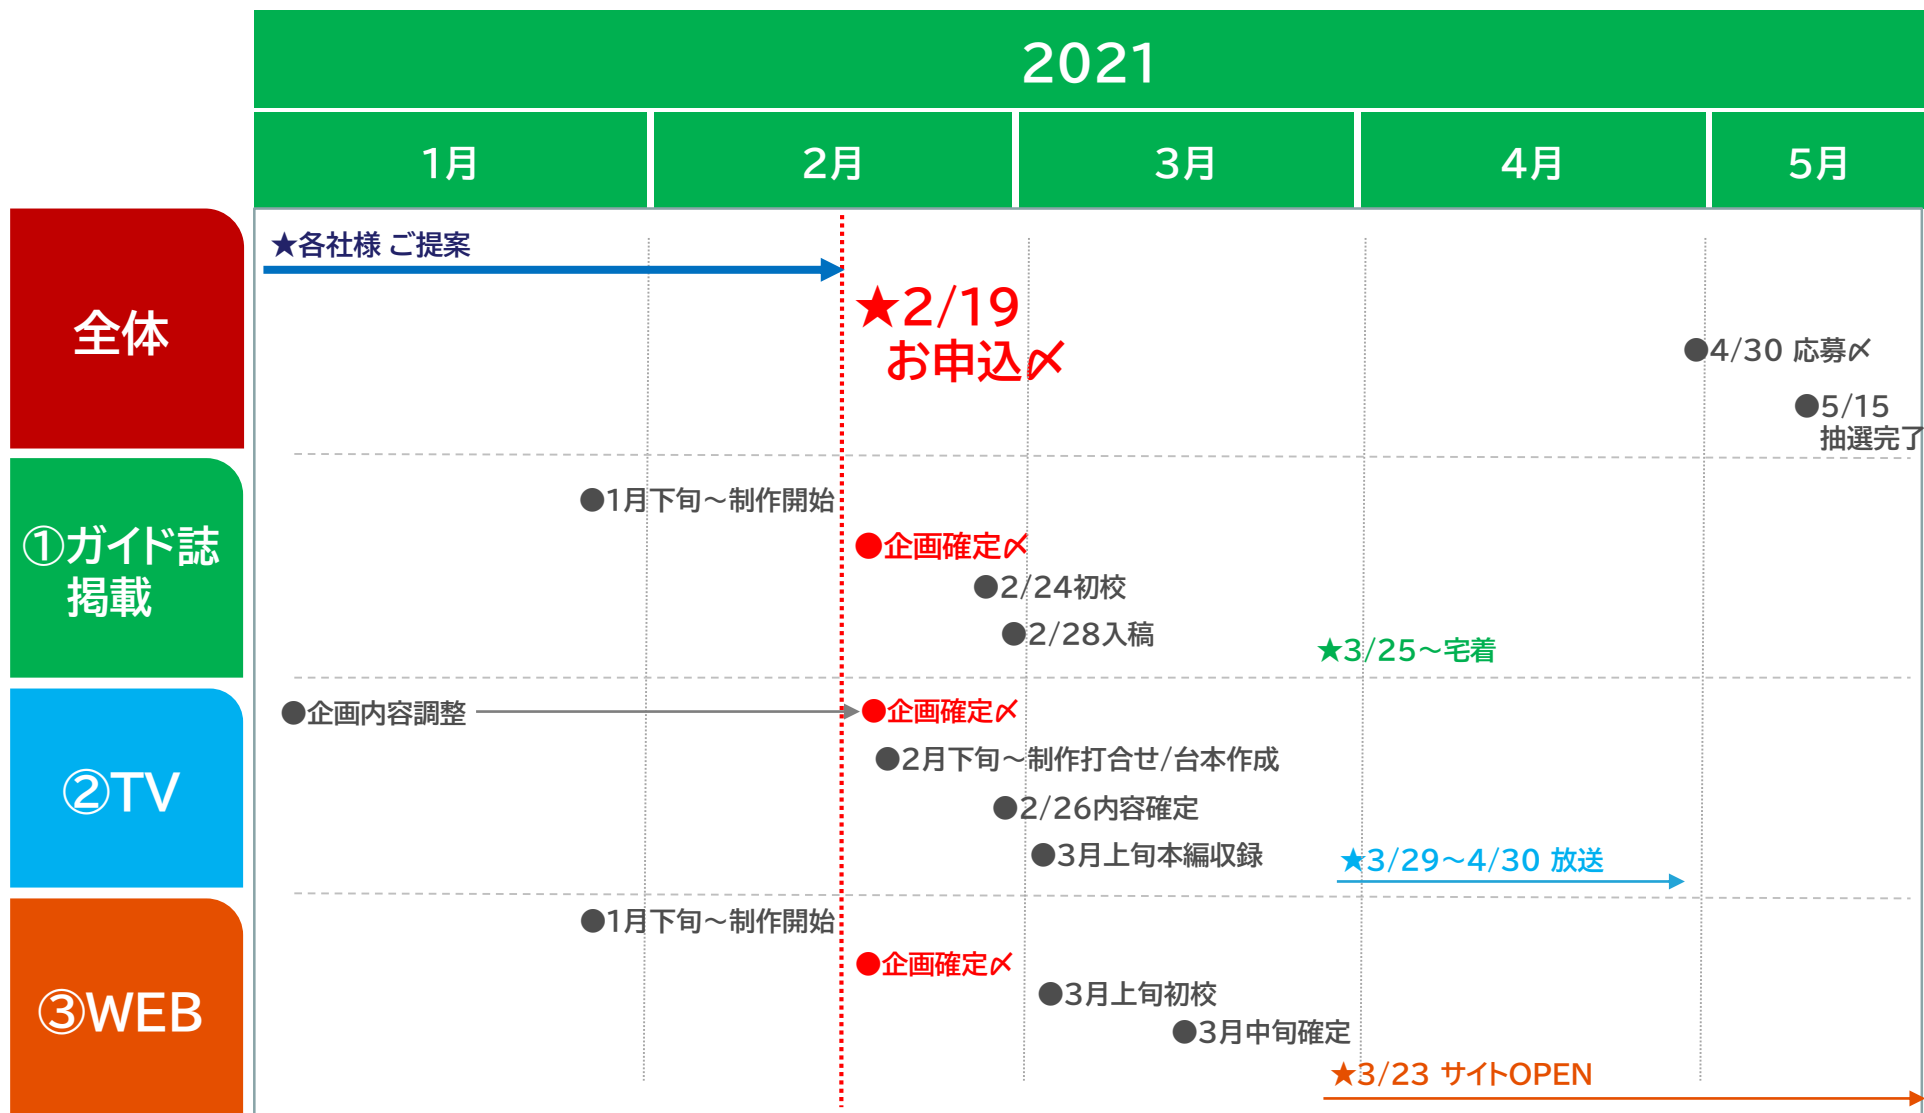 2021
1月
2月
3月
4月
5月
全体
★各社様 ご提案
★2/19
お申込〆
●4/30 応募〆
●5/15
抽選完了
①ガイド誌
掲載
●1月下旬～制作開始
●企画確定〆
●2/24初校
●2/28入稿
★3/25～宅着
②TV
●企画内容調整
●企画確定〆
●2月下旬～制作打合せ/台本作成
●2/26内容確定
●3月上旬本編収録
★3/29～4/30 放送
③WEB
●1月下旬～制作開始
●企画確定〆
●3月上旬初校
●3月中旬確定
★3/23 サイトOPEN